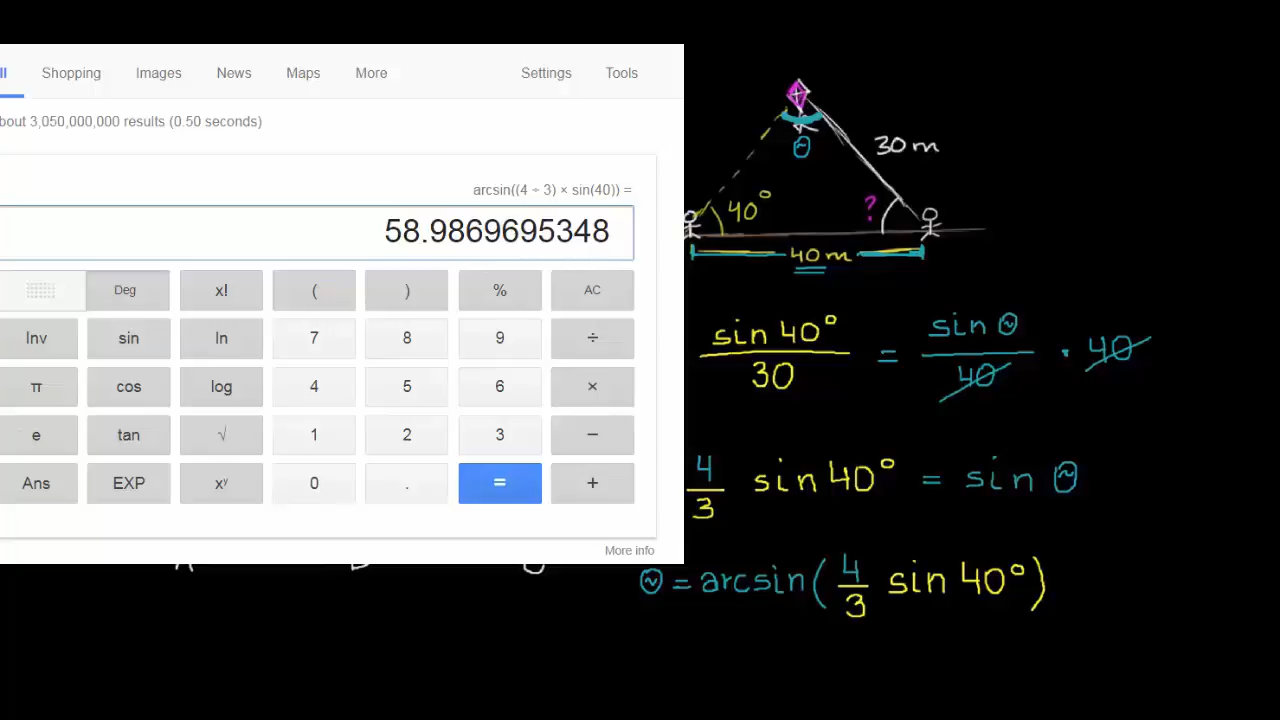 ll Shopping Images News Maps More Settings Tools
bout 3,050,000,000 results (0.50 seconds)
arcsin((4 ÷ 3) × sin(40)) =
58.9869695348
Deg x! ( ) % AC
Inv sin ln 7 8 9 ÷
π cos log 4 5 6 ×
e tan √ 1 2 3 −
Ans EXP xʸ 0 . = +
More info
θ
30 m
40°
?
40 m
sin 40° / 30 = sin θ / 40 · 40
4/3 sin 40° = sin θ
θ = arcsin( 4/3 sin 40° )